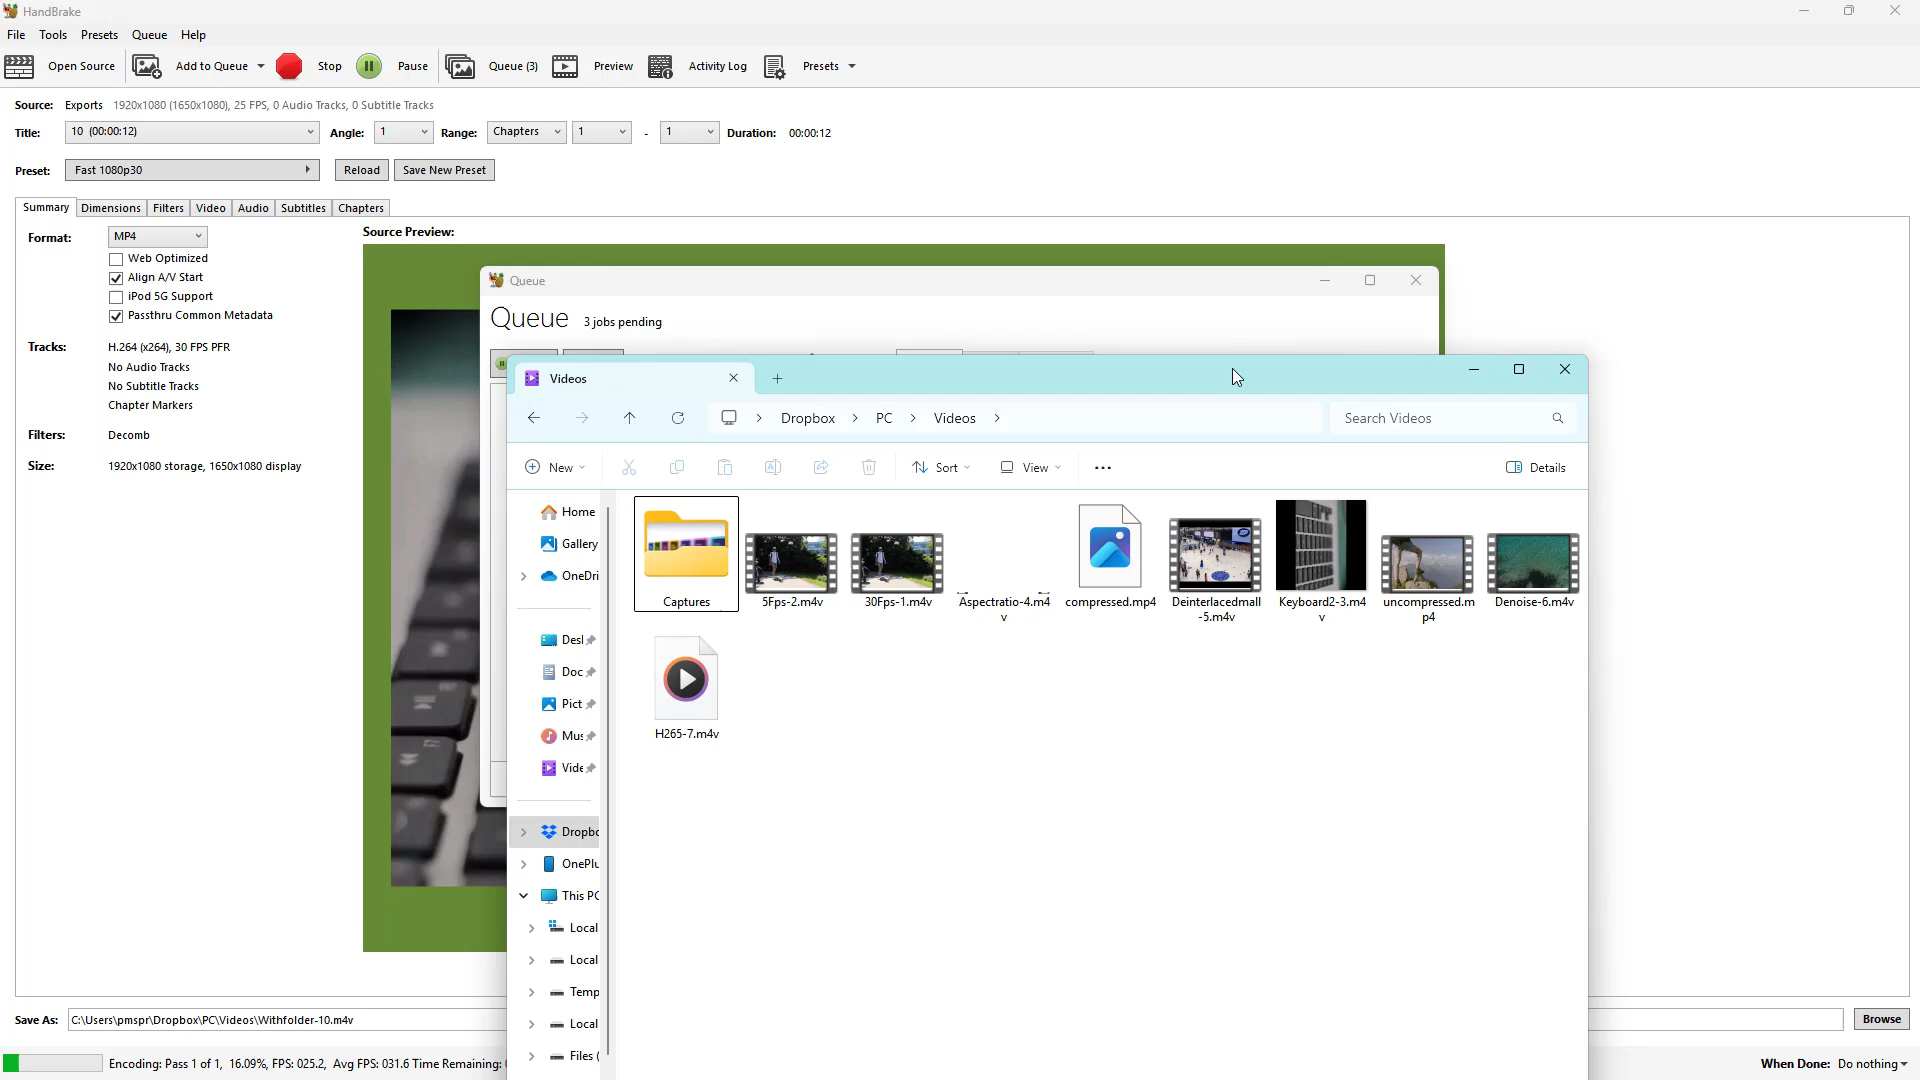 HandBrake
File Tools Presets Queue Help
Open Source Add to Queue Stop Pause Queue (3) Preview Activity Log Presets
Source: Exports 1920x1080 (1650x1080), 25 FPS, 0 Audio Tracks, 0 Subtitle Tracks
Title: 10 (00:00:12) Angle: 1 Range: Chapters 1 - 1 Duration: 00:00:12
Preset: Fast 1080p30 Reload Save New Preset
Summary Dimensions Filters Video Audio Subtitles Chapters
Format: MP4
Source Preview:
Web Optimized
Align A/V Start
iPod 5G Support
Passthru Common Metadata
Tracks: H.264 (x264), 30 FPS PFR
No Audio Tracks
No Subtitle Tracks
Chapter Markers
Filters: Decomb
Size: 1920x1080 storage, 1650x1080 display
Queue
Queue 3 jobs pending
Videos
Dropbox > PC > Videos >
Search Videos
New Sort View Details
Home
Gallery
OneDri
Desl
Doc
Pict
Mus
Vide
Dropbo
OnePlu
This PC
Local
Local
Temp
Local
Files (
Captures
5Fps-2.m4v
30Fps-1.m4v
Aspectratio-4.m4
v
compressed.mp4
Deinterlacedmall
-5.m4v
Keyboard2-3.m4
v
uncompressed.m
p4
Denoise-6.m4v
H265-7.m4v
Save As: C:\Users\pmspr\Dropbox\PC\Videos\Withfolder-10.m4v Browse
Encoding: Pass 1 of 1, 16.09%, FPS: 025.2, Avg FPS: 031.6 Time Remaining:
When Done: Do nothing